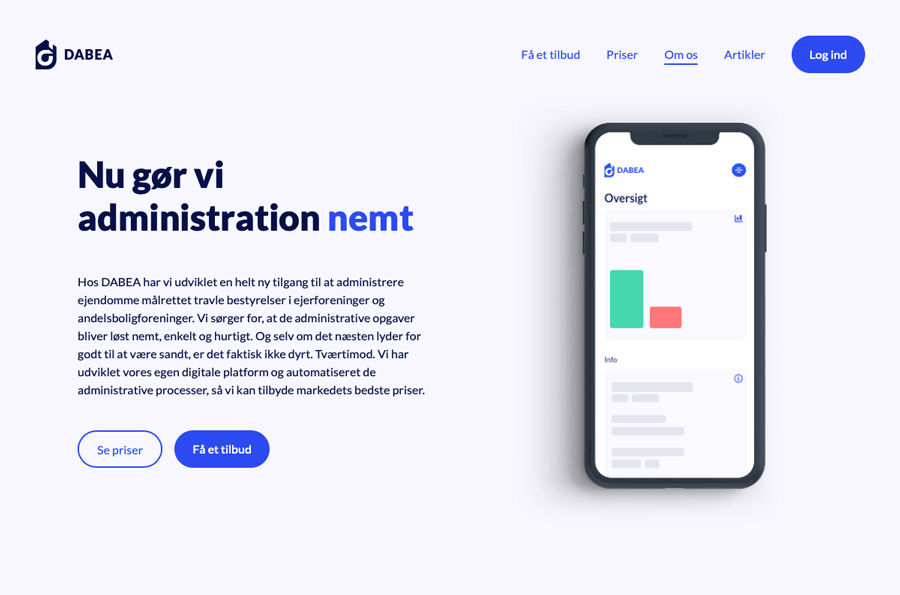 DABEA
Få et tilbud
Priser
Om os
Artikler
Log ind
Nu gør vi
administration nemt
Hos DABEA har vi udviklet en helt ny tilgang til at administrere
ejendomme målrettet travle bestyrelser i ejerforeninger og
andelsboligforeninger. Vi sørger for, at de administrative opgaver
bliver løst nemt, enkelt og hurtigt. Og selv om det næsten lyder for
godt til at være sandt, er det faktisk ikke dyrt. Tværtimod. Vi har
udviklet vores egen digitale platform og automatiseret de
administrative processer, så vi kan tilbyde markedets bedste priser.
Se priser
Få et tilbud
DABEA
Oversigt
Info